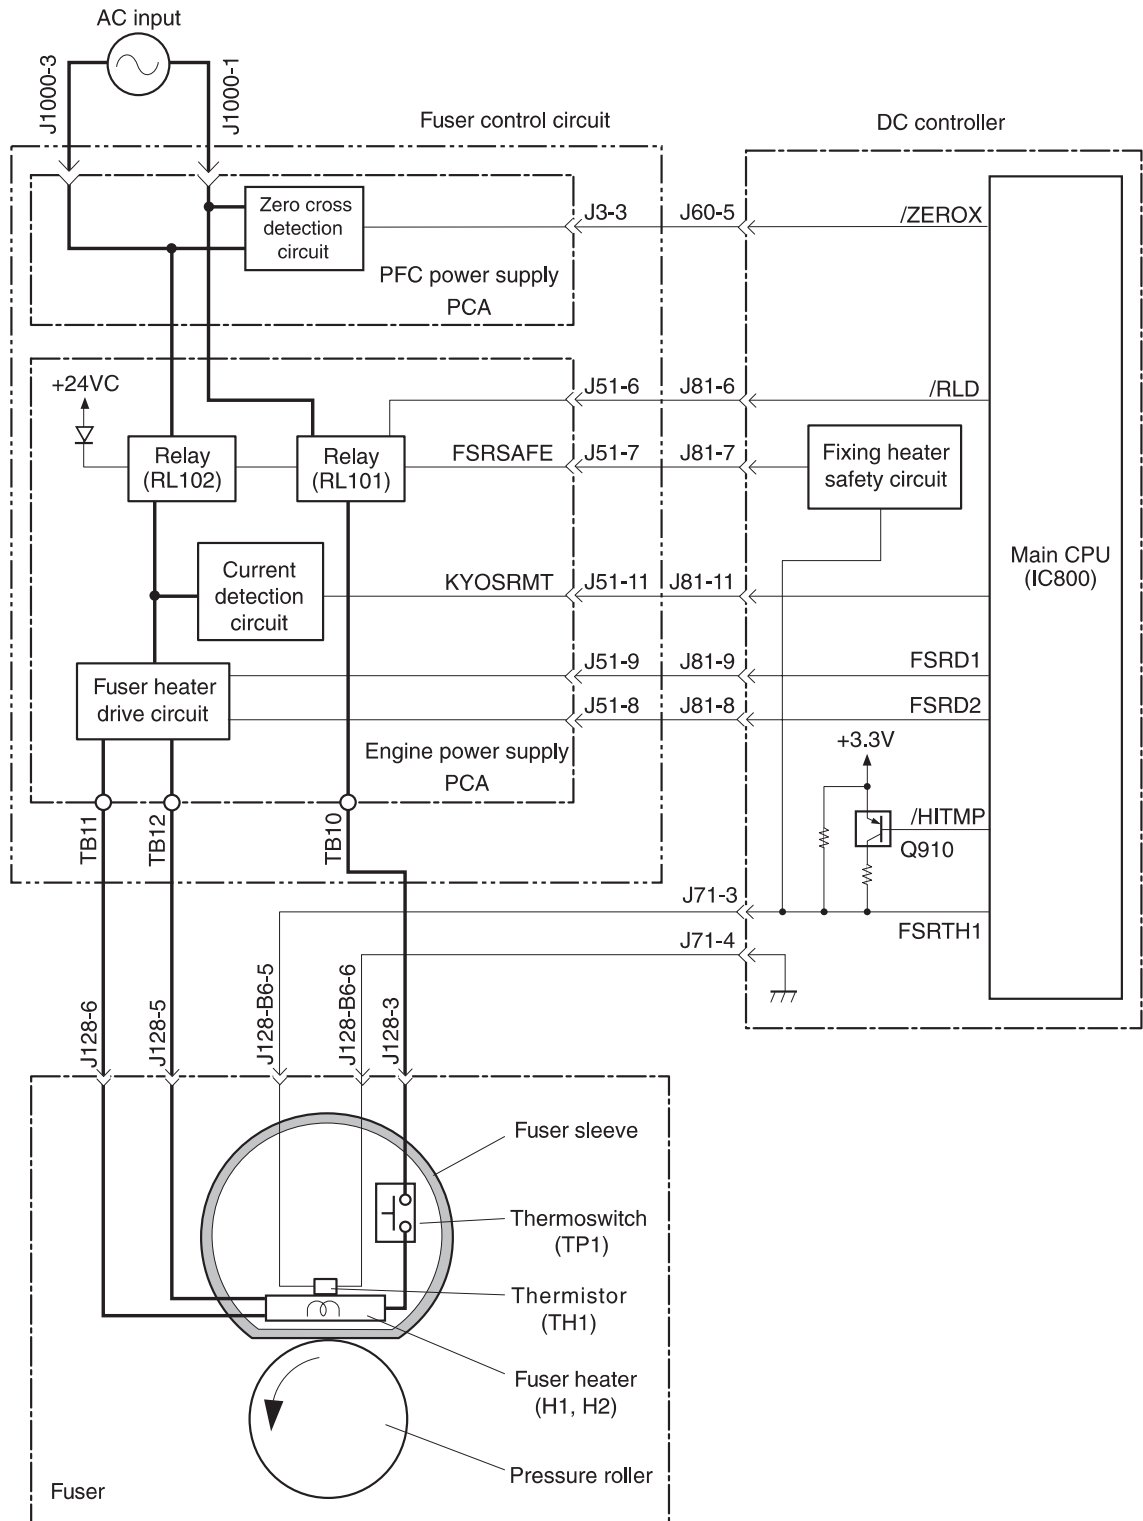 AC input
J1000-3
J1000-1
Fuser control circuit
DC controller
Zero cross
detection
circuit
J3-3
J60-5
/ZEROX
PFC power supply
PCA
+24VC
J51-6
J81-6
/RLD
Relay
(RL102)
Relay
(RL101)
FSRSAFE
J51-7
J81-7
Fixing heater
safety circuit
Main CPU
(IC800)
Current
detection
circuit
KYOSRMT
J51-11
J81-11
J51-9
J81-9
FSRD1
Fuser heater
drive circuit
J51-8
J81-8
FSRD2
Engine power supply
PCA
+3.3V
/HITMP
Q910
TB11
TB12
TB10
J71-3
FSRTH1
J71-4
J128-6
J128-5
J128-B6-5
J128-B6-6
J128-3
Fuser sleeve
Thermoswitch
(TP1)
Thermistor
(TH1)
Fuser heater
(H1, H2)
Pressure roller
Fuser